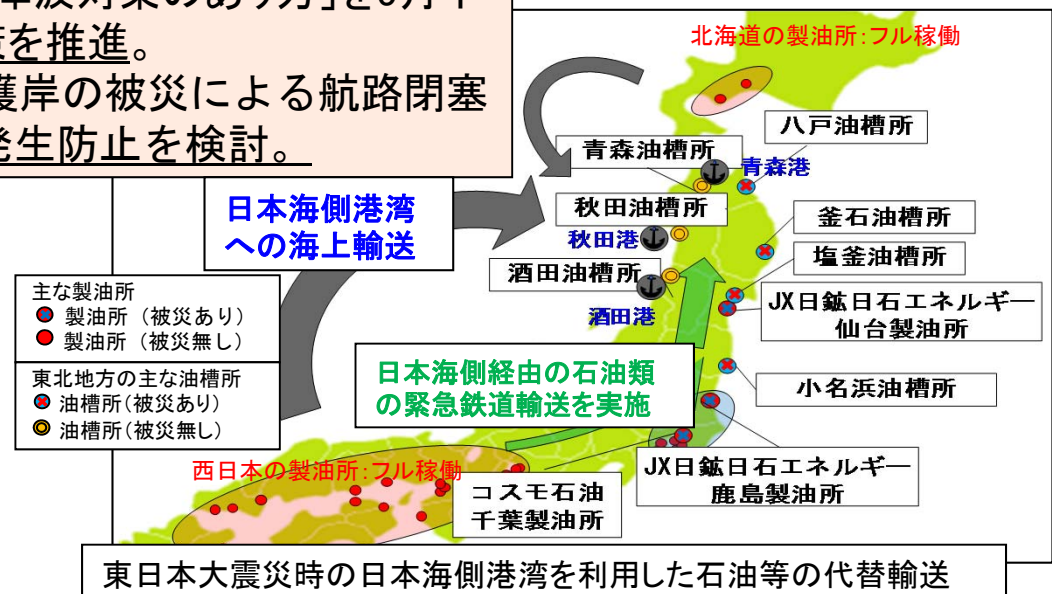 を推進。
護岸の被災による航路閉塞
発生防止を検討。
北海道の製油所：フル稼働
八戸油槽所
青森油槽所
青森港
日本海側港湾
への海上輸送
秋田油槽所
秋田港
釜石油槽所
塩釜油槽所
酒田油槽所
酒田港
JX日鉱日石エネルギー
仙台製油所
主な製油所
製油所（被災あり）
製油所（被災無し）
東北地方の主な油槽所
油槽所（被災あり）
油槽所（被災無し）
日本海側経由の石油類
の緊急鉄道輸送を実施
小名浜油槽所
西日本の製油所：フル稼働
コスモ石油
千葉製油所
JX日鉱日石エネルギー
鹿島製油所
東日本大震災時の日本海側港湾を利用した石油等の代替輸送